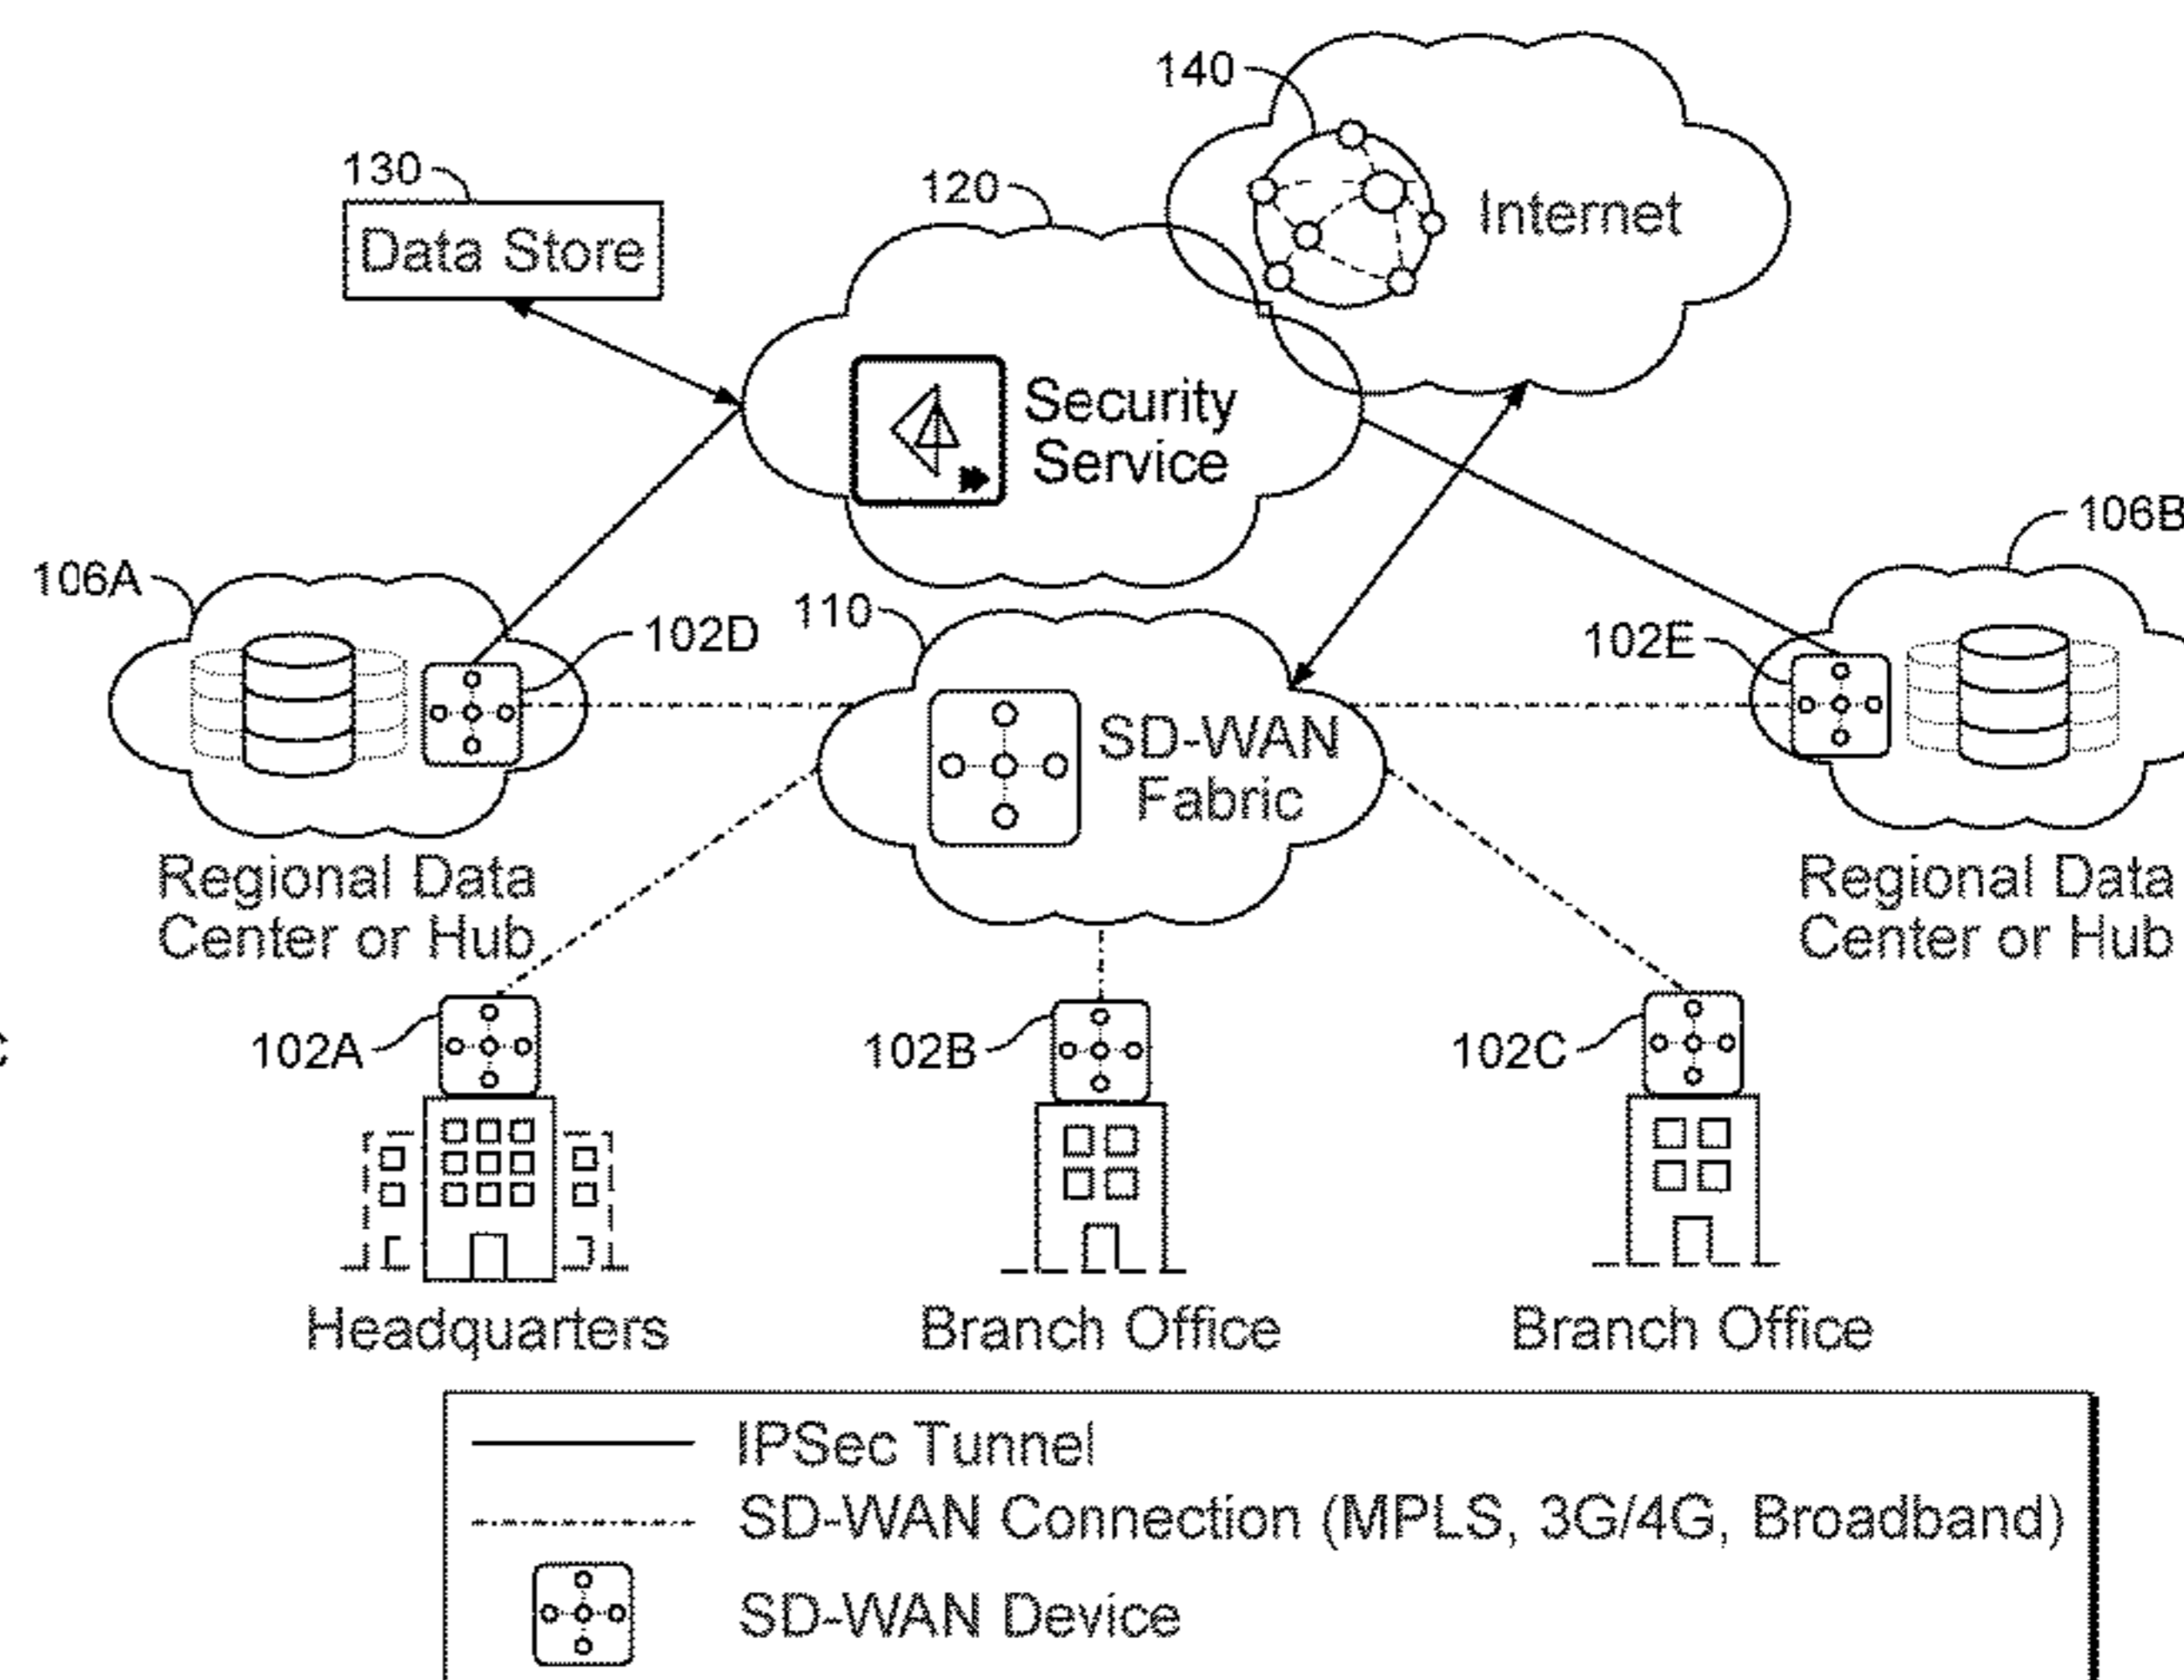 140
130
120
Data Store
Internet
Security
Service
106B
106A
110
102D
102E
SD-WAN
Fabric
Regional Data
Center or Hub
Regional Data
Center or Hub
102A
102B
102C
Headquarters
Branch Office
Branch Office
IPSec Tunnel
SD-WAN Connection (MPLS, 3G/4G, Broadband)
SD-WAN Device